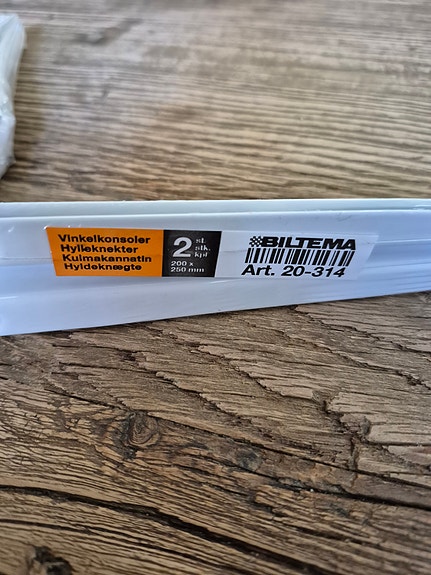 Vinkelkonsoler
Hylleknekter
Kulmakannatin
Hyldeknægte
2 st.
stk.
kpl
200 x
250 mm
BILTEMA
Art. 20-314